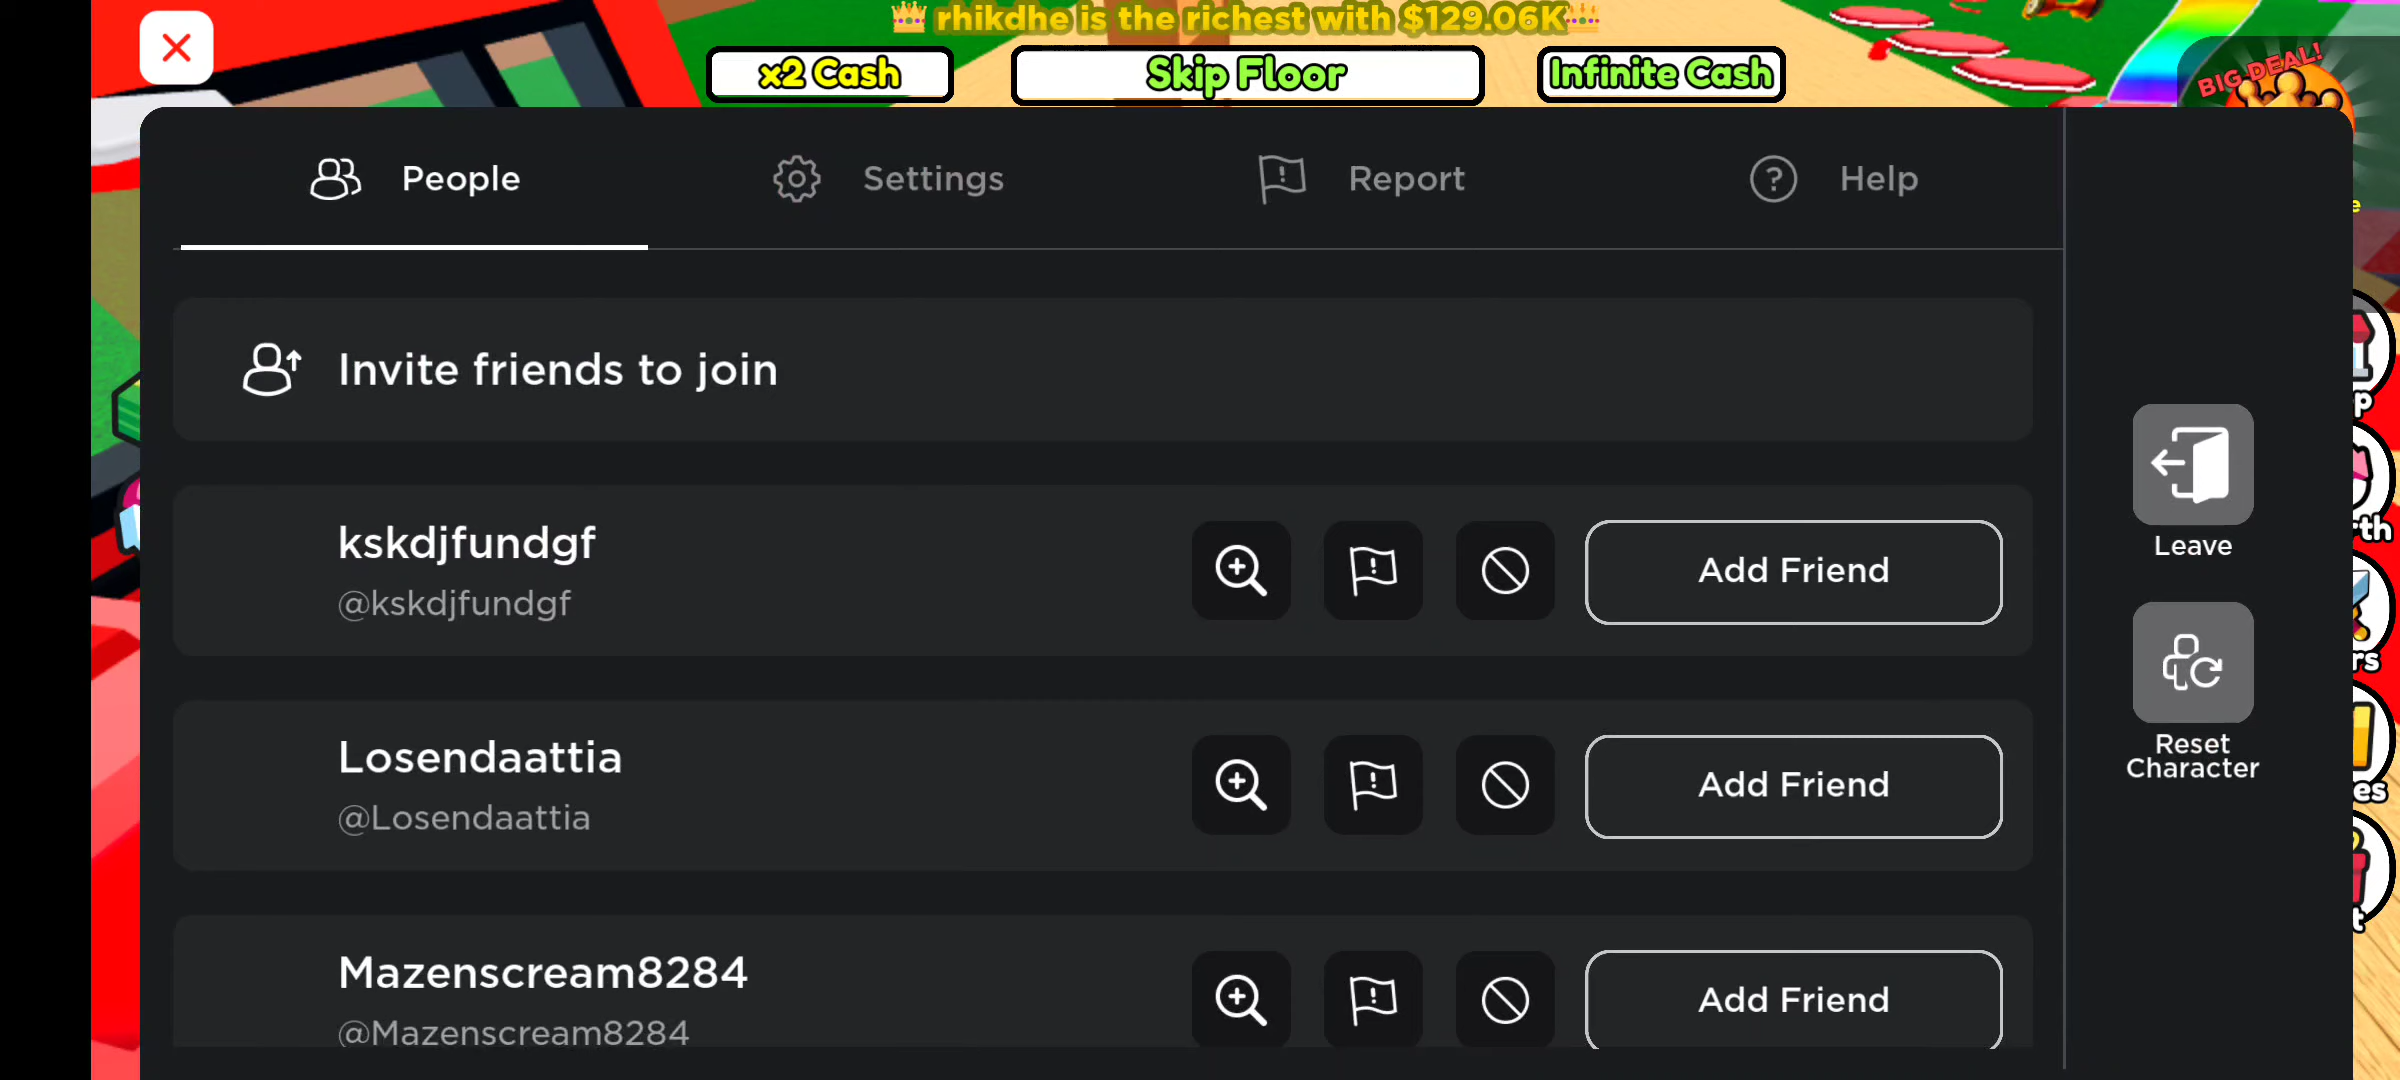 👑 rhikdhe is the richest with $129.06K👑
x2 Cash
Skip Floor
Infinite Cash
BIG DEAL!
People
Settings
Report
Help
Invite friends to join
kskdjfundgf
@kskdjfundgf
Add Friend
Losendaattia
@Losendaattia
Add Friend
Mazenscream8284
@Mazenscream8284
Add Friend
Leave
Reset
Character